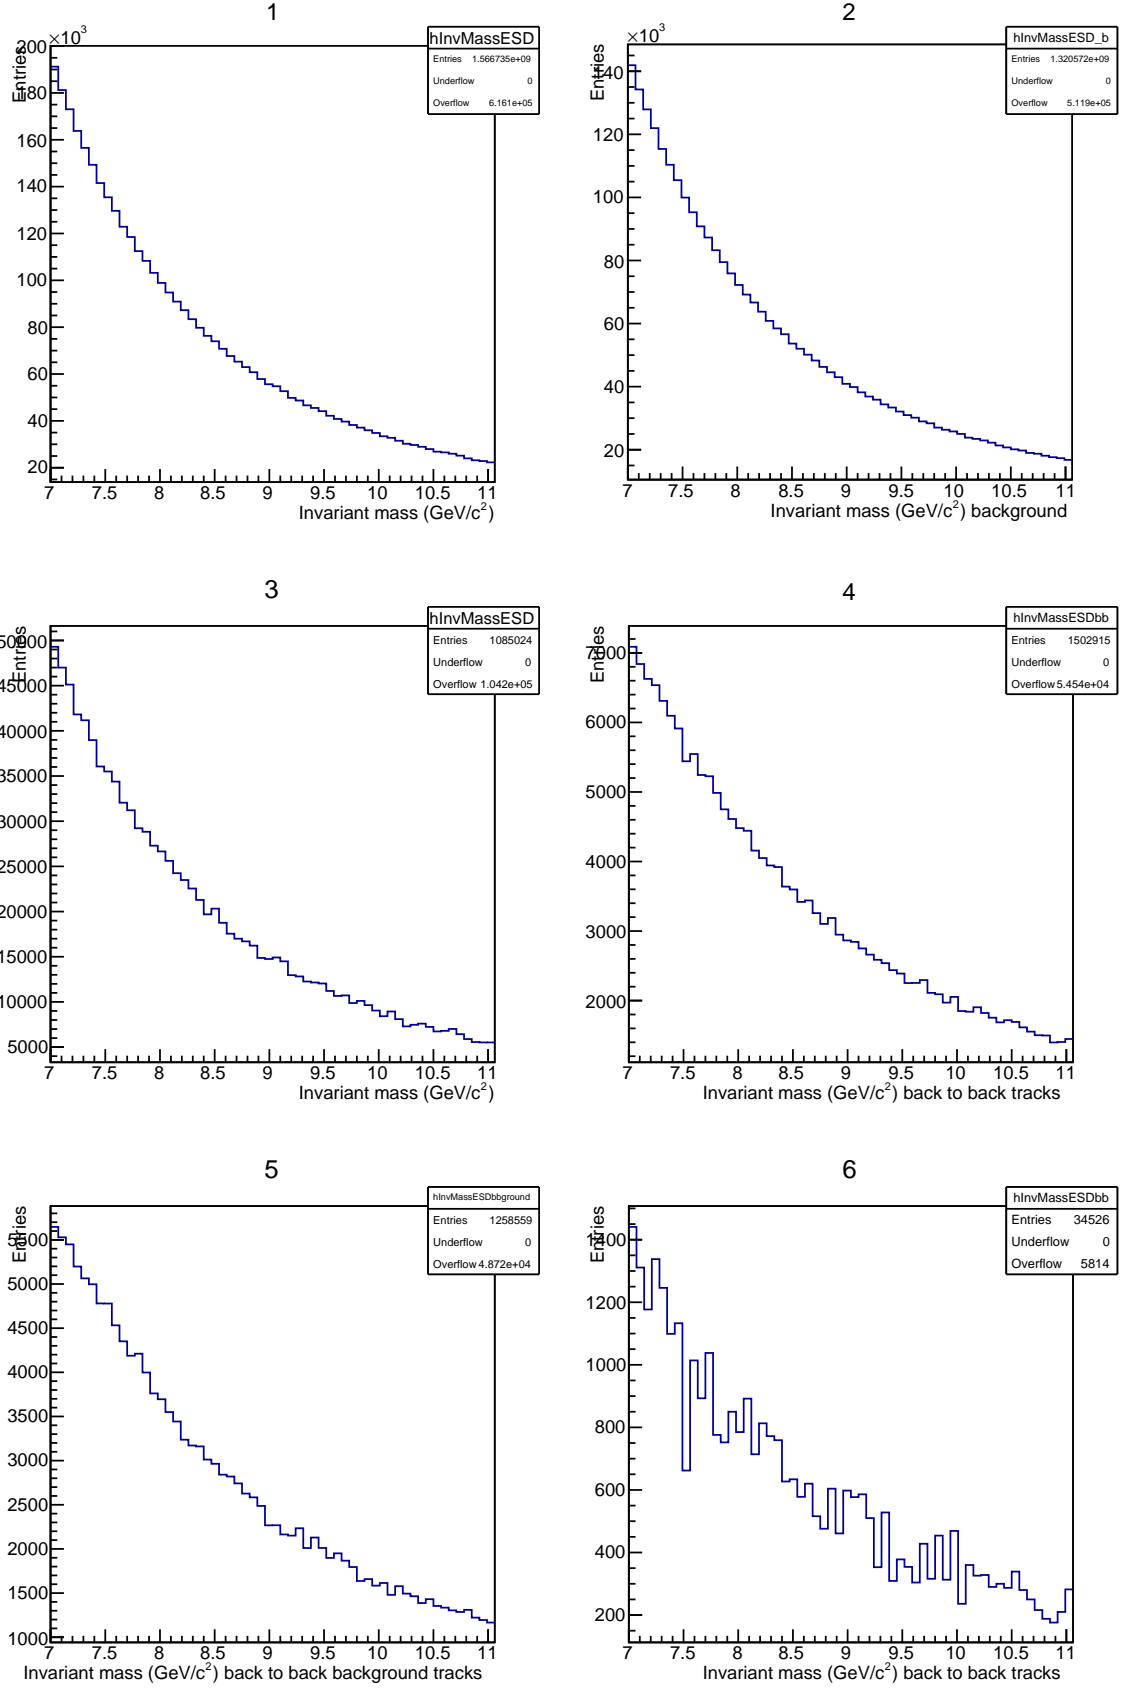 1
×10³
Entries
hInvMassESD
Entries 1.566735e+09
Underflow 0
Overflow 6.161e+05
200
180
160
140
120
100
80
60
40
20
7 7.5 8 8.5 9 9.5 10 10.5 11
Invariant mass (GeV/c²)
2
×10³
Entries
hInvMassESD_b
Entries 1.320572e+09
Underflow 0
Overflow 5.119e+05
140
120
100
80
60
40
20
7 7.5 8 8.5 9 9.5 10 10.5 11
Invariant mass (GeV/c²) background
3
Entries
hInvMassESD
Entries 1085024
Underflow 0
Overflow 1.042e+05
50000
45000
40000
35000
30000
25000
20000
15000
10000
5000
7 7.5 8 8.5 9 9.5 10 10.5 11
Invariant mass (GeV/c²)
4
Entries
hInvMassESDbb
Entries 1502915
Underflow 0
Overflow 5.454e+04
7000
6000
5000
4000
3000
2000
7 7.5 8 8.5 9 9.5 10 10.5 11
Invariant mass (GeV/c²) back to back tracks
5
Entries
hInvMassESDbbground
Entries 1258559
Underflow 0
Overflow 4.872e+04
5500
5000
4500
4000
3500
3000
2500
2000
1500
1000
7 7.5 8 8.5 9 9.5 10 10.5 11
Invariant mass (GeV/c²) back to back background tracks
6
Entries
hInvMassESDbb
Entries 34526
Underflow 0
Overflow 5814
1400
1200
1000
800
600
400
200
7 7.5 8 8.5 9 9.5 10 10.5 11
Invariant mass (GeV/c²) back to back tracks